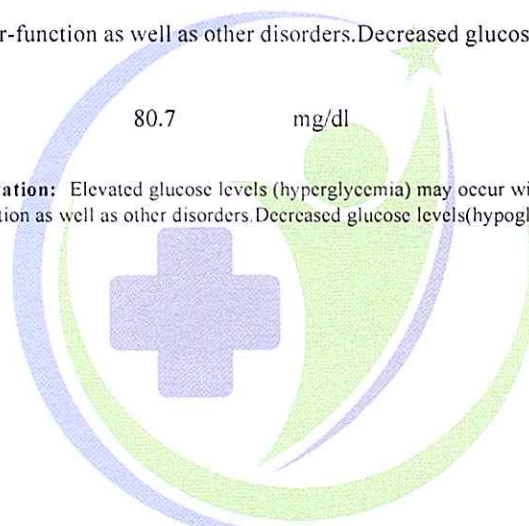 r-function as well as other disorders.Decreased glucos
80.7 mg/dl
ation: Elevated glucose levels (hyperglycemia) may occur wi
tion as well as other disorders.Decreased glucose levels(hypogl